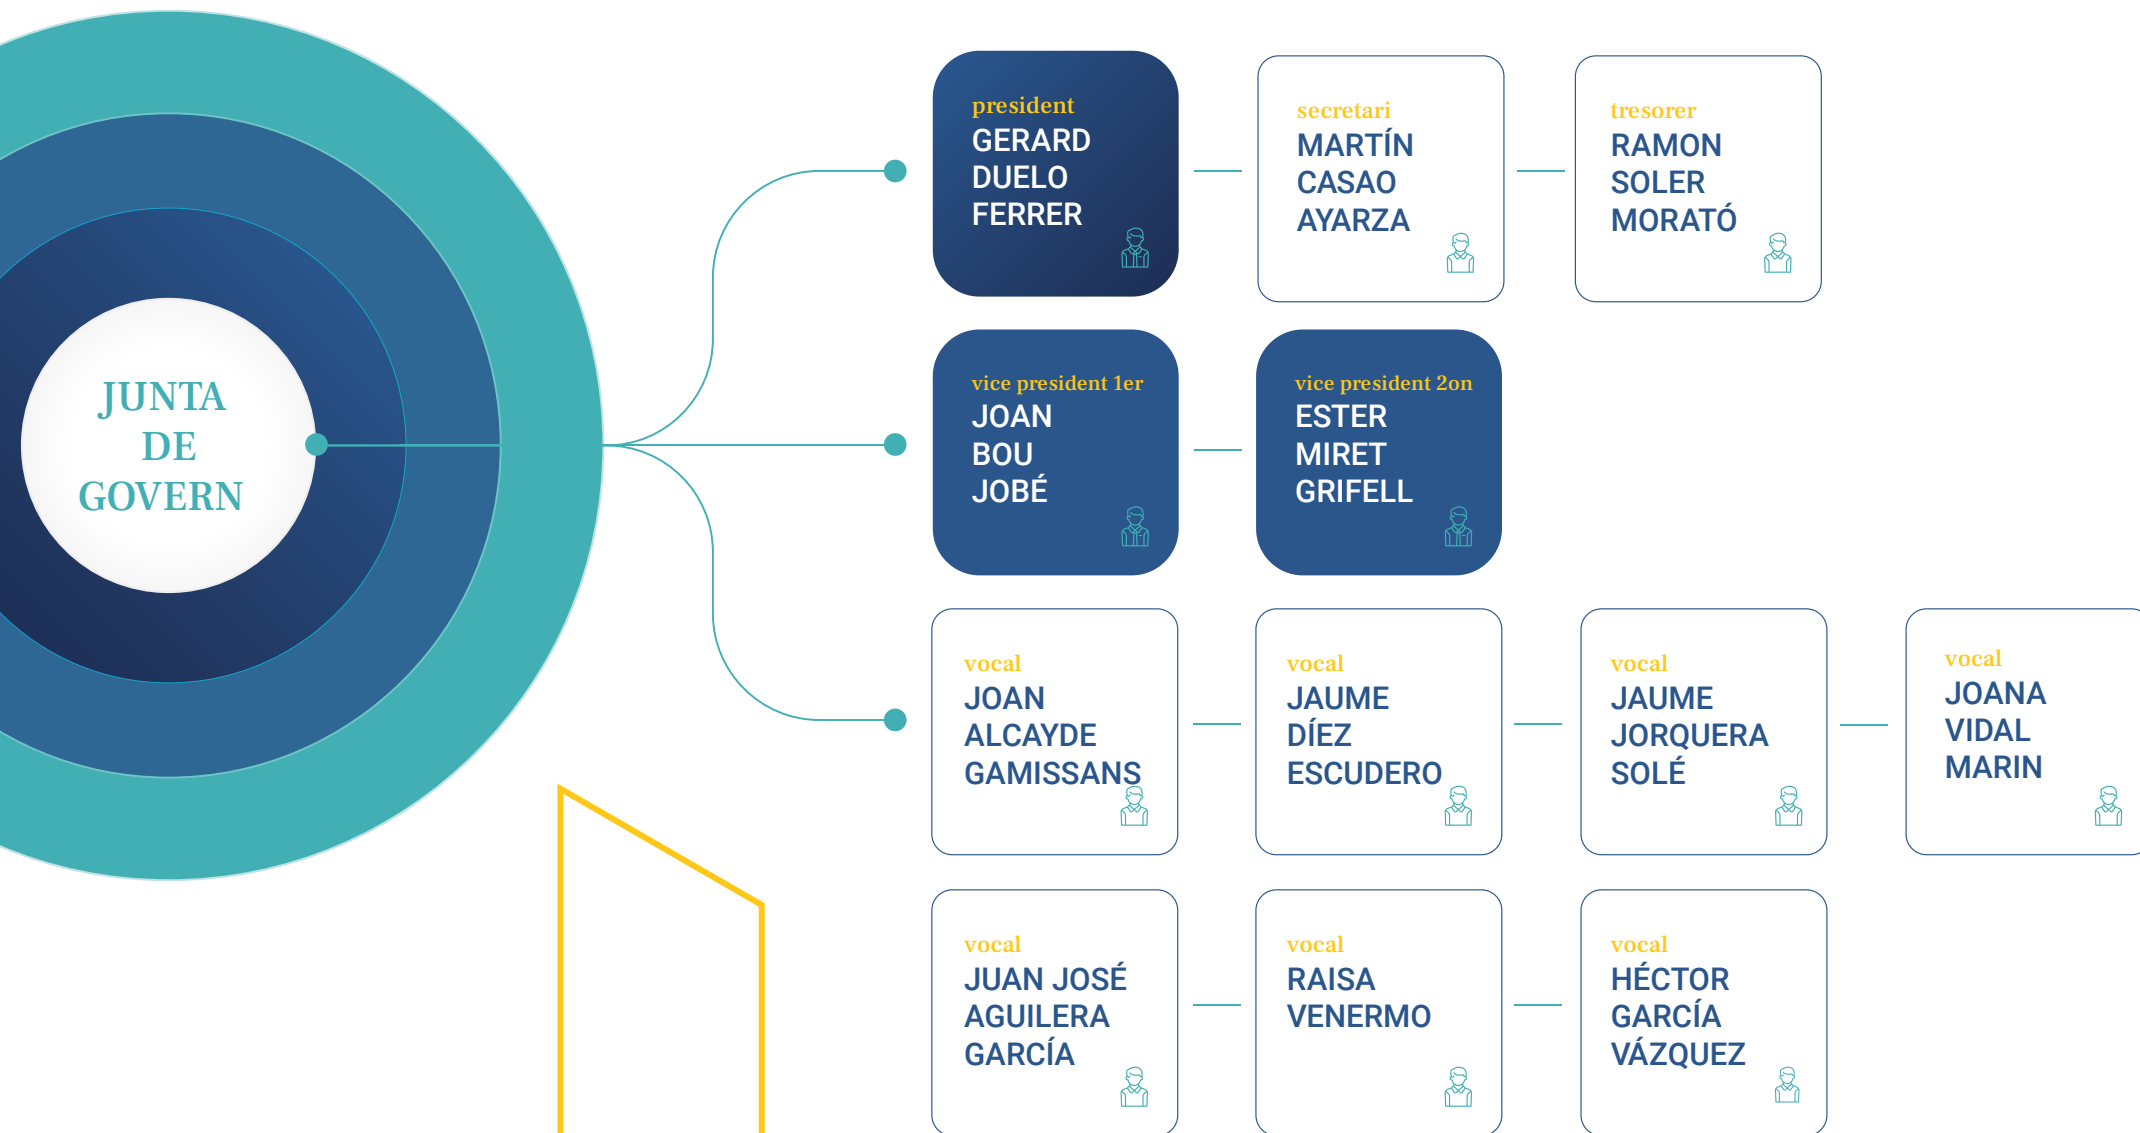 JUNTA
DE
GOVERN
president
GERARD
DUELO
FERRER
secretari
MARTÍN
CASAO
AYARZA
tresorer
RAMON
SOLER
MORATÓ
vice president 1er
JOAN
BOU
JOBÉ
vice president 2on
ESTER
MIRET
GRIFELL
vocal
JOAN
ALCAYDE
GAMISSANS
vocal
JAUME
DÍEZ
ESCUDERO
vocal
JAUME
JORQUERA
SOLÉ
vocal
JOANA
VIDAL
MARIN
vocal
JUAN JOSÉ
AGUILERA
GARCÍA
vocal
RAISA
VENERMO
vocal
HÉCTOR
GARCÍA
VÁZQUEZ